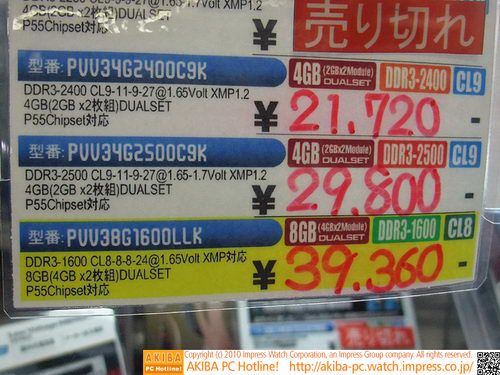 4GB(2GB x2枚組)DUALSET
P55Chipset対応
¥
売り切れ
型番: PVV34G2400C9K
4GB (2GBx2Module) DUALSET DDR3-2400 CL9
DDR3-2400 CL9-11-9-27@1.65Volt XMP1.2
4GB(2GB x2枚組)DUALSET
P55Chipset対応
¥ 21,720 -
型番: PVV34G2500C9K
4GB (2GBx2Module) DUALSET DDR3-2500 CL9
DDR3-2500 CL9-11-9-27@1.65-1.7Volt XMP1.2
4GB(2GB x2枚組)DUALSET
P55Chipset対応
¥ 29,800 -
型番: PVV38G1600LLK
8GB (4GBx2Module) DUALSET DDR3-1600 CL8
DDR3-1600 CL8-8-8-24@1.65Volt XMP対応
8GB(4GB x2枚組)DUALSET
P55Chipset対応
¥ 39,360 -
AKIBA PC Hotline!
Copyright (c) 2010 Impress Watch Corporation, an Impress Group company. All rights reserved.
AKIBA PC Hotline! http://akiba-pc.watch.impress.co.jp/